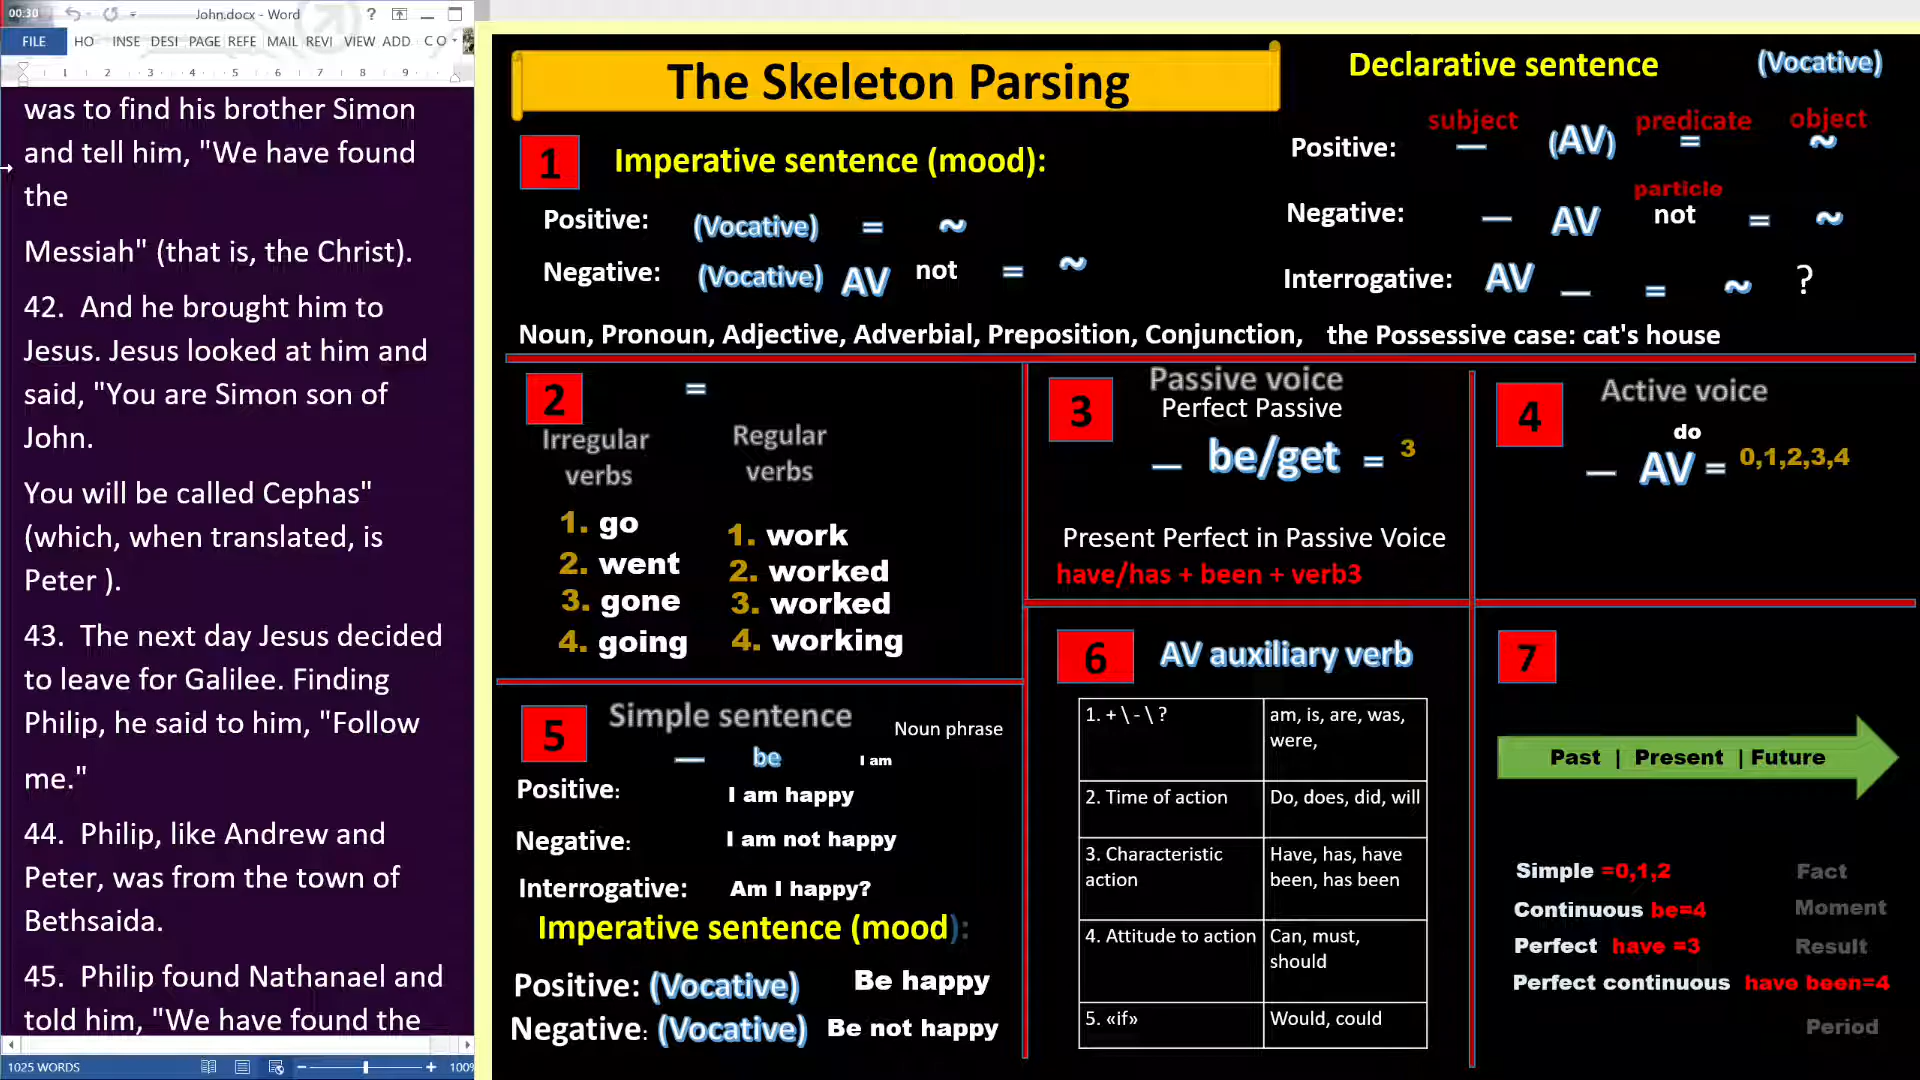 00:30
John.docx - Word
?
FILE HO INSE DESI PAGE REFE MAIL REVI VIEW ADD CO
1 2 3 4 5 6 7 8 9
was to find his brother Simon
and tell him, "We have found
the
Messiah" (that is, the Christ).
42. And he brought him to
Jesus. Jesus looked at him and
said, "You are Simon son of
John.
You will be called Cephas"
(which, when translated, is
Peter ).
43. The next day Jesus decided
to leave for Galilee. Finding
Philip, he said to him, "Follow
me."
44. Philip, like Andrew and
Peter, was from the town of
Bethsaida.
45. Philip found Nathanael and
told him, "We have found the
1025 WORDS
100%
The Skeleton Parsing
1
Imperative sentence (mood):
Positive: (Vocative) = ~
Negative: (Vocative) AV not = ~
Declarative sentence (Vocative)
subject predicate object
Positive: — (AV) = ~
particle
Negative: — AV not = ~
Interrogative: AV — = ~ ?
Noun, Pronoun, Adjective, Adverbial, Preposition, Conjunction, the Possessive case: cat's house
2
=
Irregular verbs
1. go
2. went
3. gone
4. going
Regular verbs
1. work
2. worked
3. worked
4. working
3
Passive voice
Perfect Passive
— be/get = 3
Present Perfect in Passive Voice
have/has + been + verb3
4
Active voice
do
— AV = 0,1,2,3,4
5
Simple sentence
Noun phrase
— be I am
Positive: I am happy
Negative: I am not happy
Interrogative: Am I happy?
Imperative sentence (mood):
Positive: (Vocative) Be happy
Negative: (Vocative) Be not happy
6
AV auxiliary verb
1. + \ - \ ? am, is, are, was, were,
2. Time of action Do, does, did, will
3. Characteristic action Have, has, have been, has been
4. Attitude to action Can, must, should
5. «if» Would, could
7
Past | Present | Future
Simple =0,1,2 Fact
Continuous be=4 Moment
Perfect have =3 Result
Perfect continuous have been=4
Period